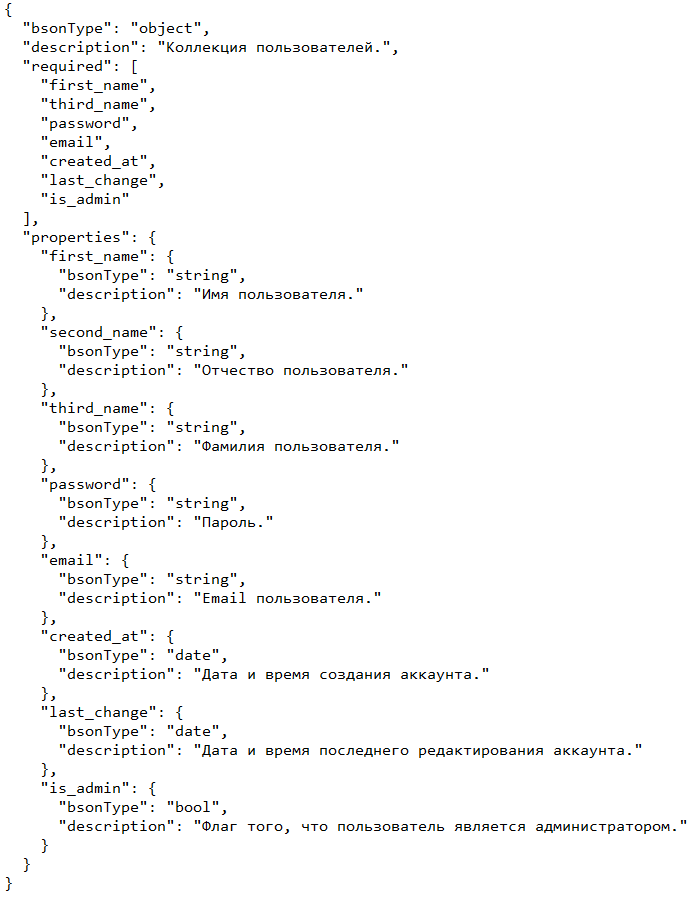 {
  "bsonType": "object",
  "description": "Коллекция пользователей.",
  "required": [
    "first_name",
    "third_name",
    "password",
    "email",
    "created_at",
    "last_change",
    "is_admin"
  ],
  "properties": {
    "first_name": {
      "bsonType": "string",
      "description": "Имя пользователя."
    },
    "second_name": {
      "bsonType": "string",
      "description": "Отчество пользователя."
    },
    "third_name": {
      "bsonType": "string",
      "description": "Фамилия пользователя."
    },
    "password": {
      "bsonType": "string",
      "description": "Пароль."
    },
    "email": {
      "bsonType": "string",
      "description": "Email пользователя."
    },
    "created_at": {
      "bsonType": "date",
      "description": "Дата и время создания аккаунта."
    },
    "last_change": {
      "bsonType": "date",
      "description": "Дата и время последнего редактирования аккаунта."
    },
    "is_admin": {
      "bsonType": "bool",
      "description": "Флаг того, что пользователь является администратором."
    }
  }
}